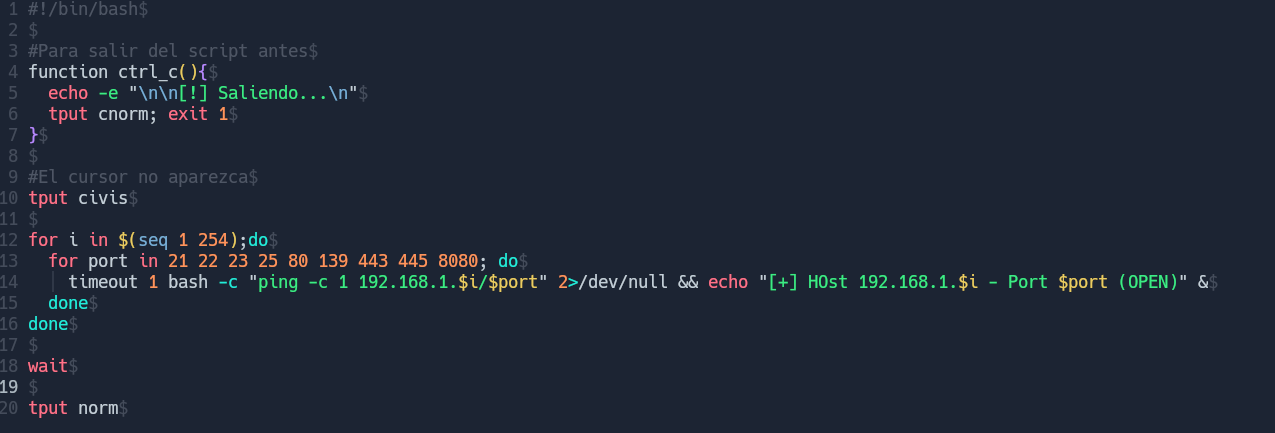 1 #!/bin/bash$
2 $
3 #Para salir del script antes$
4 function ctrl_c(){$
5   echo -e "\n\n[!] Saliendo...\n"$
6   tput cnorm; exit 1$
7 }$
8 $
9 #El cursor no aparezca$
10 tput civis$
11 $
12 for i in $(seq 1 254);do$
13   for port in 21 22 23 25 80 139 443 445 8080; do$
14     timeout 1 bash -c "ping -c 1 192.168.1.$i/$port" 2>/dev/null && echo "[+] HOst 192.168.1.$i - Port $port (OPEN)" &$
15   done$
16 done$
17 $
18 wait$
19 $
20 tput norm$